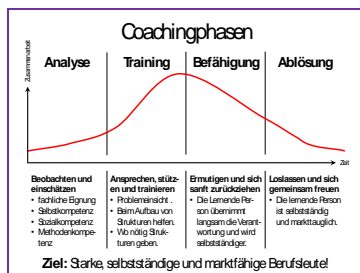 Coachingphasen
Analyse
Training
Befähigung
Ablösung
Zusammenarbeit
Zeit
Beobachten und
einschätzen
• fachliche Eignung
• Selbstkompetenz
• Sozialkompetenz
• Methodenkompe-
tenz
Ansprechen, stütz-
en und trainieren
• Problemeinsicht .
• Beim Aufbau von
Strukturen helfen.
• Wo nötig Struk-
turen geben.
Ermutigen und sich
sanft zurückziehen
• Die Lernende Per-
son übernimmt
langsam die Verant-
wortung und wird
selbstständiger.
Loslassen und sich
gemeinsam freuen
• Die lernende Person
ist selbstständig
und markttauglich.
Ziel: Starke, selbstständige und marktfähige Berufsleute!